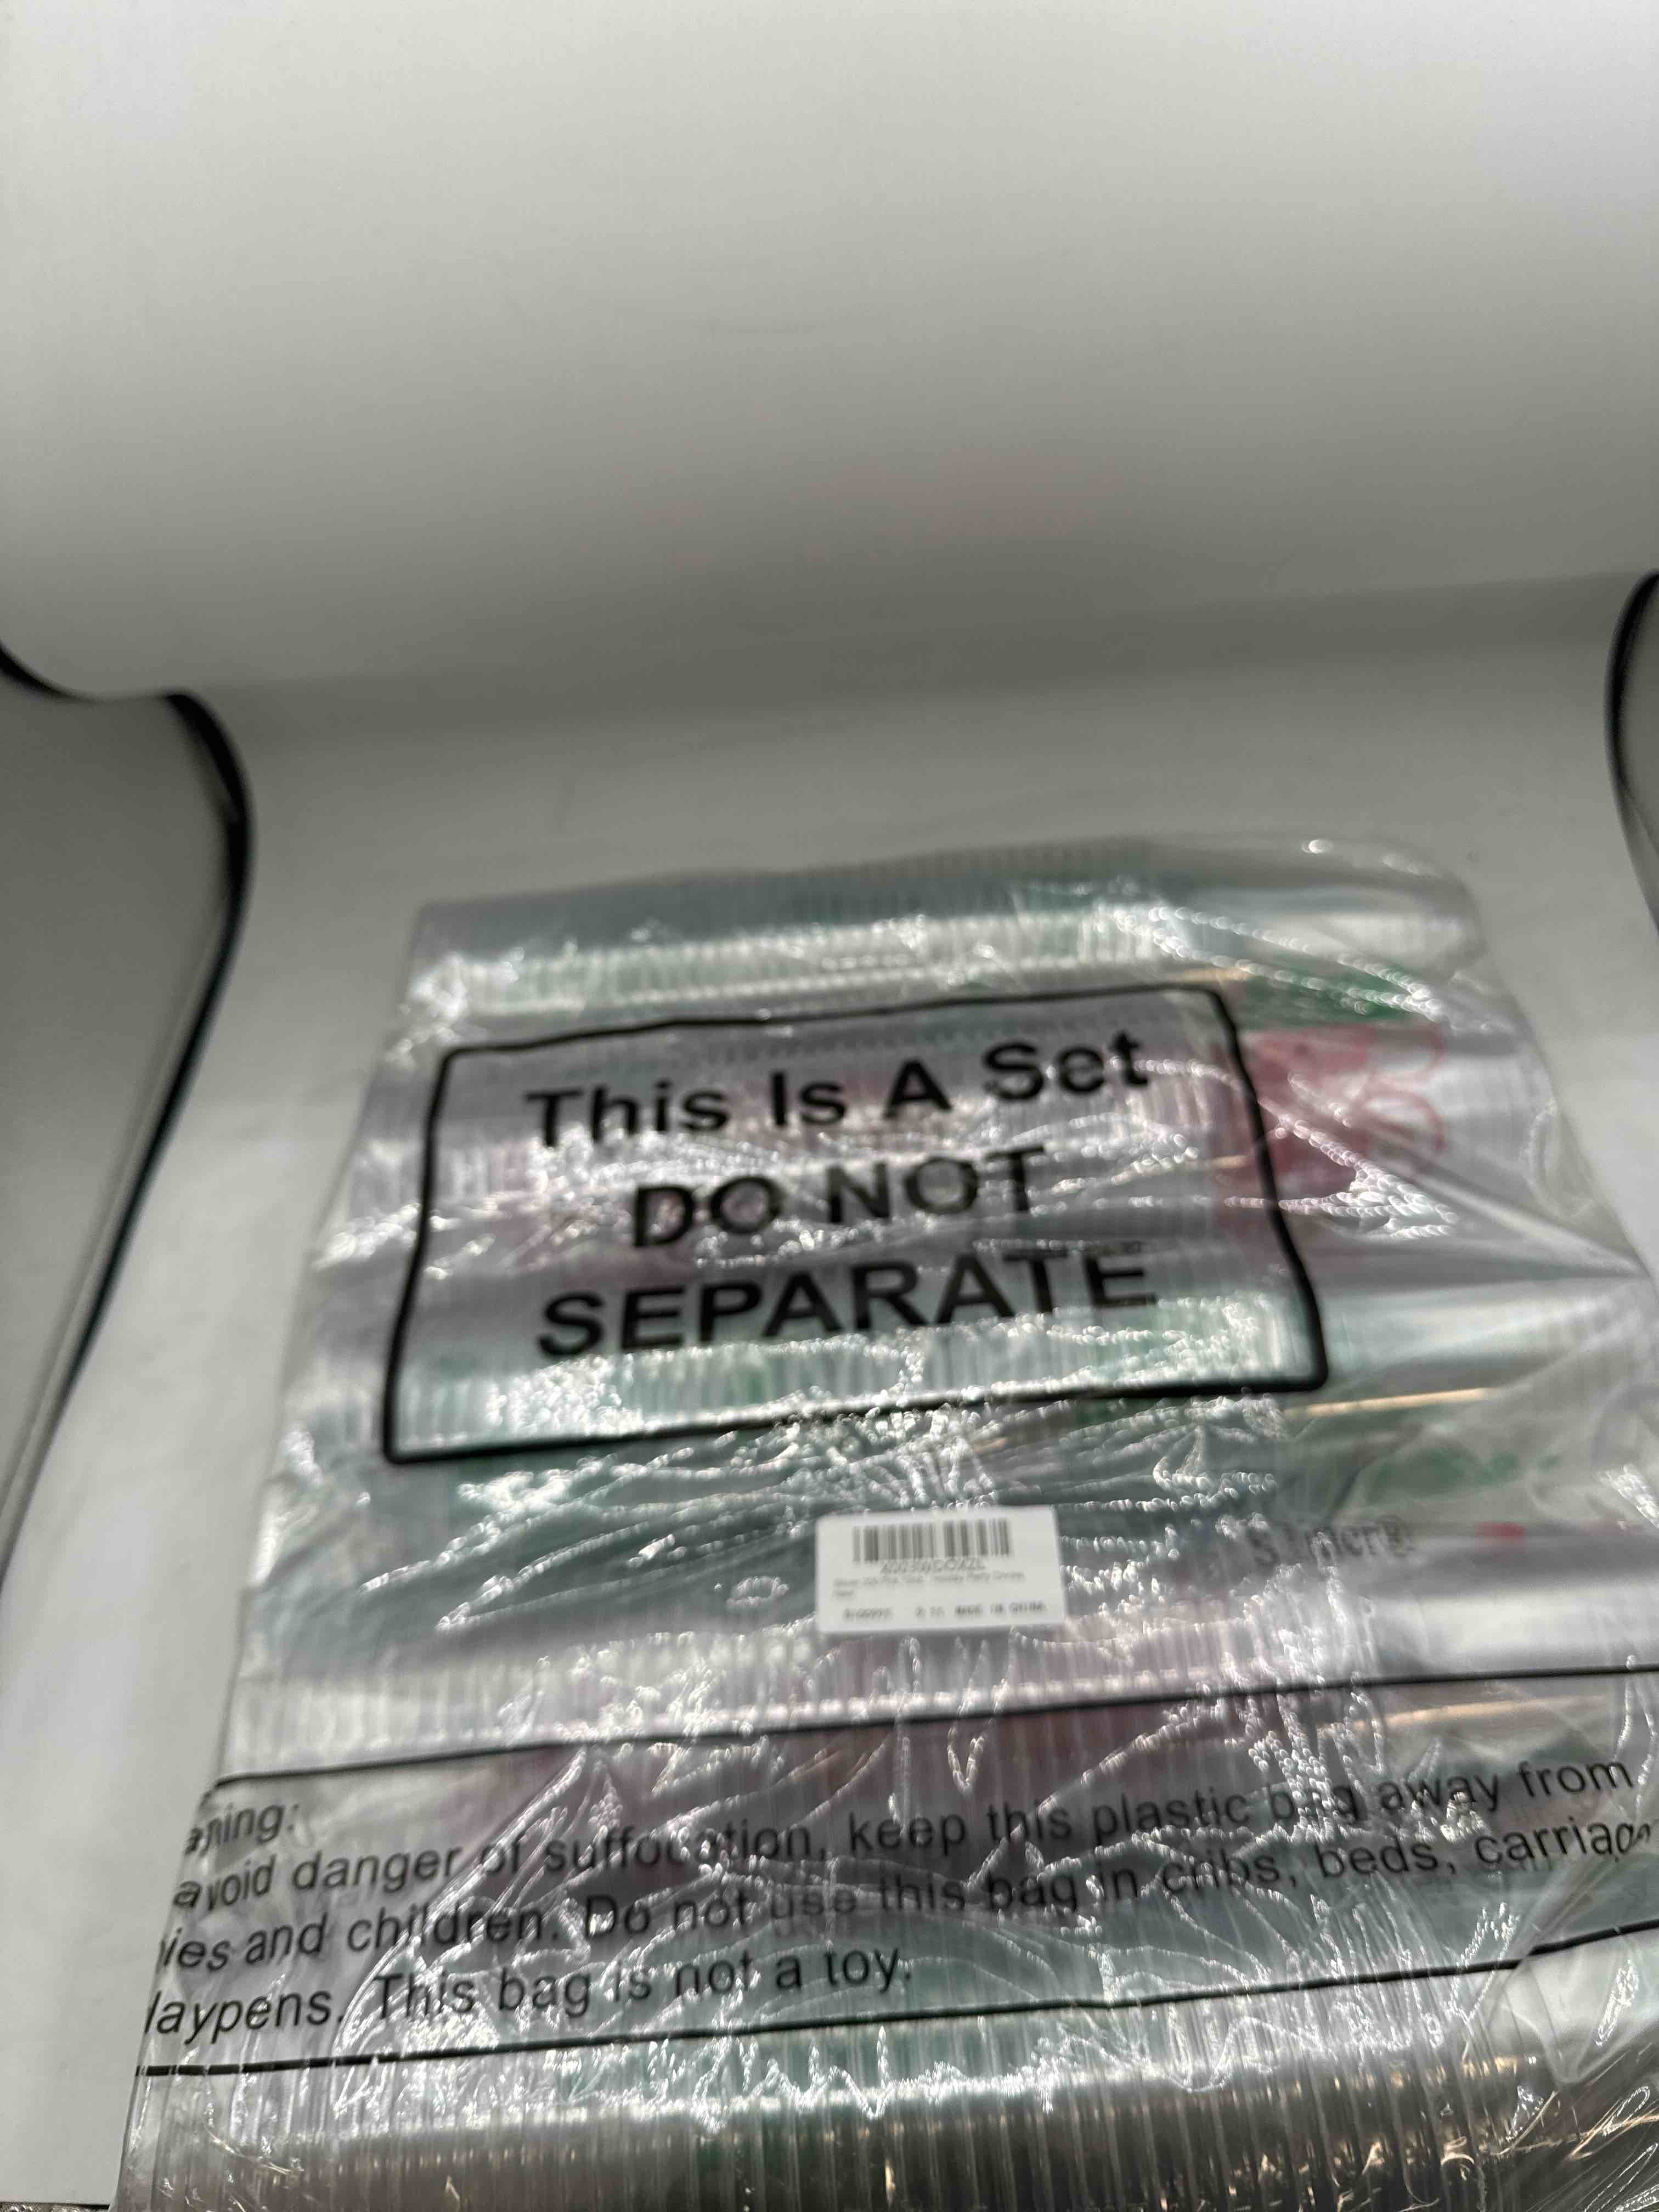 This Is A Set
DO NOT
SEPARATE
MADE IN CHINA
aning:
avoid danger of suffocation, keep this plastic bag away from
ies and children. Do not use this bag in cribs, beds, carriage
laypens. This bag is not a toy.